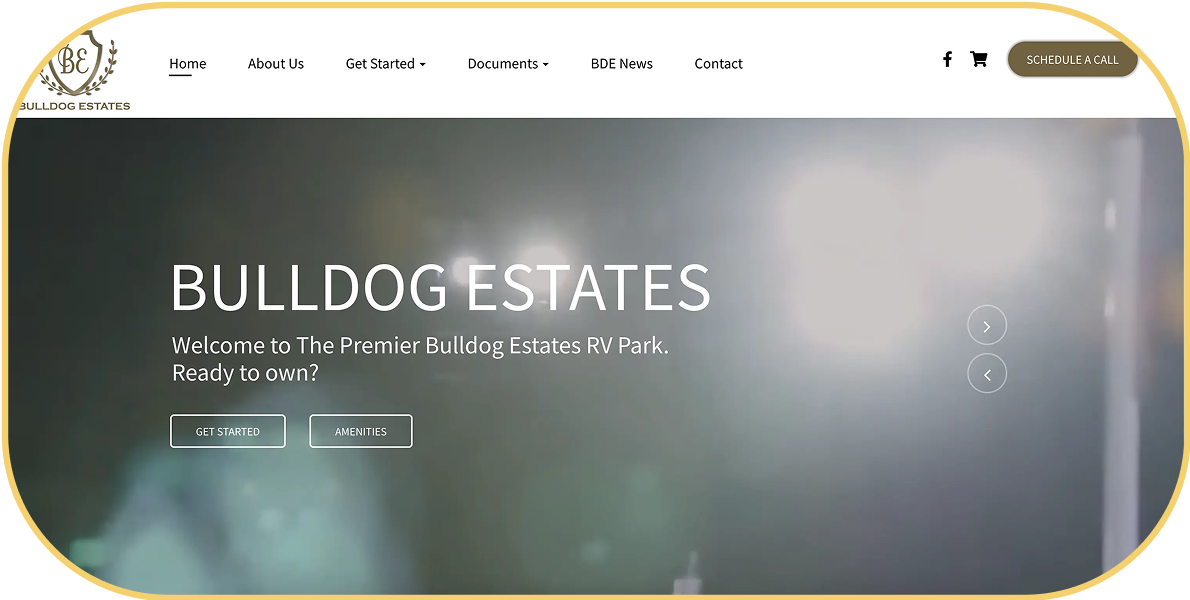 BE
BULLDOG ESTATES
Home
About Us
Get Started
Documents
BDE News
Contact
SCHEDULE A CALL
BULLDOG ESTATES
Welcome to The Premier Bulldog Estates RV Park.
Ready to own?
GET STARTED
AMENITIES